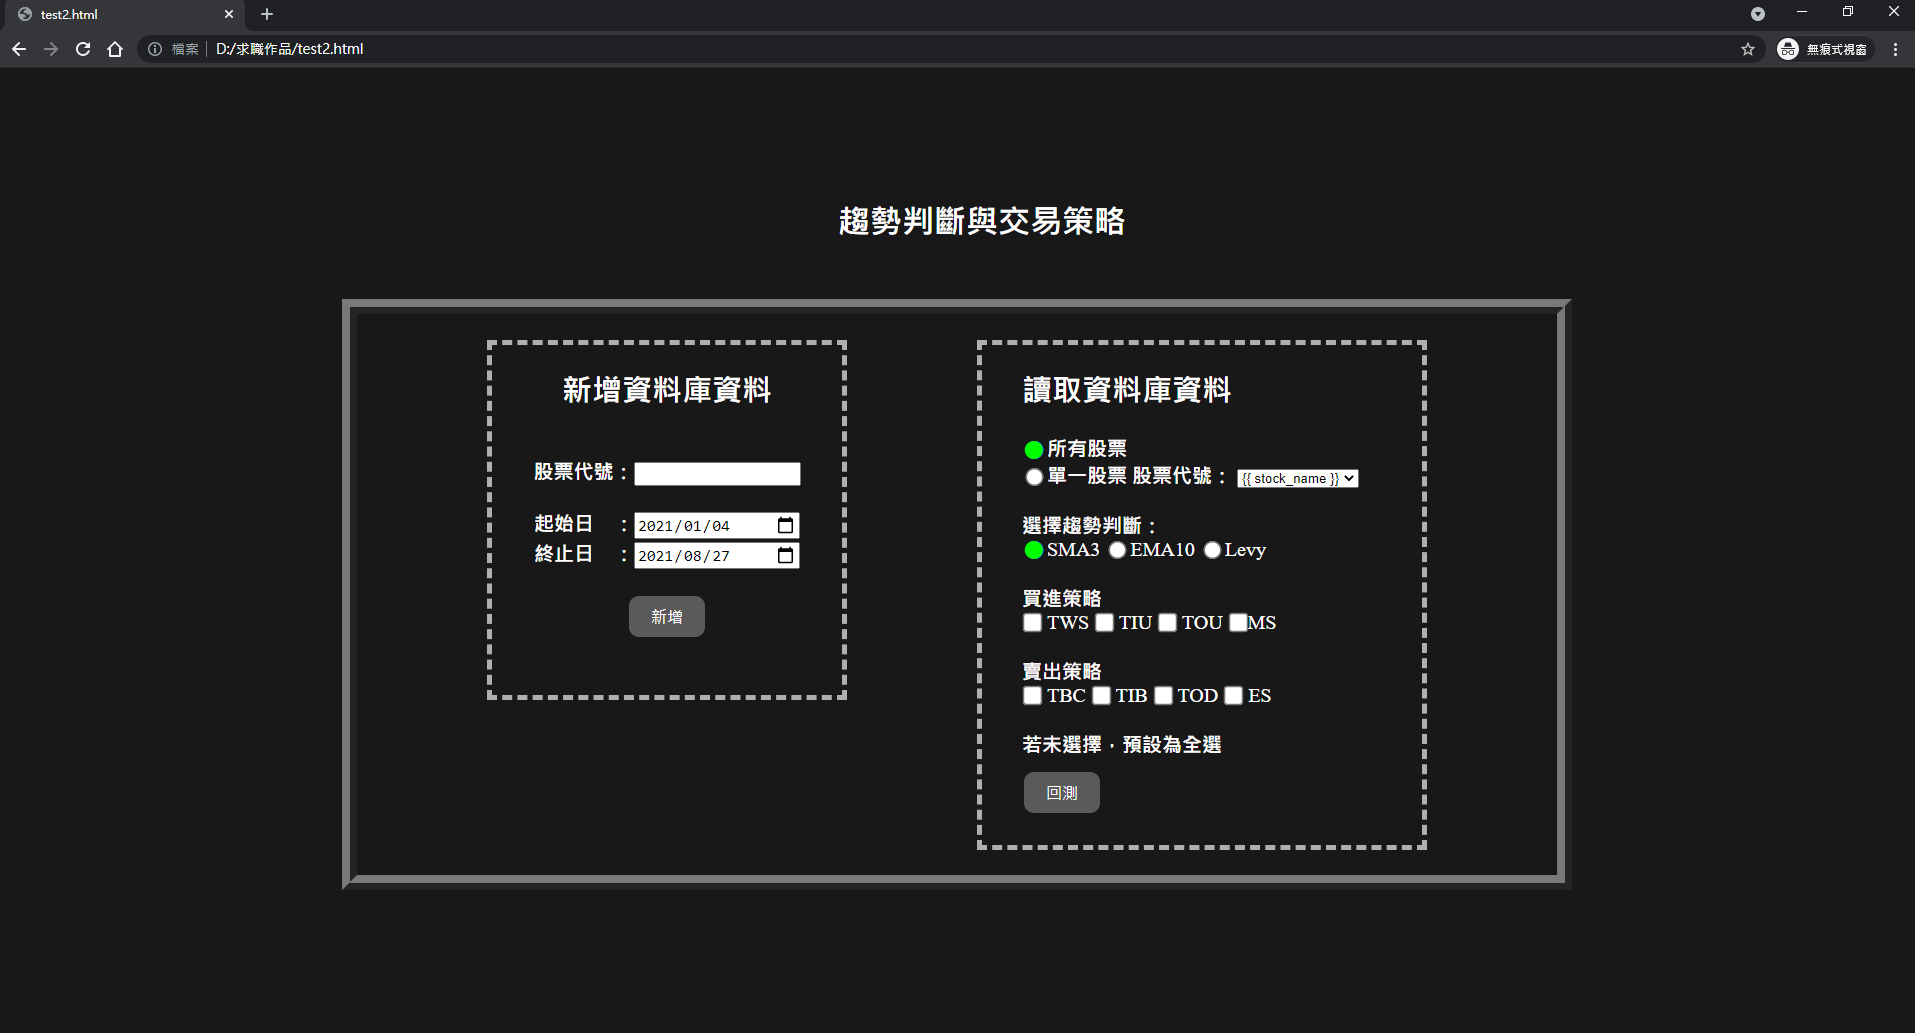 test2.html
檔案 D:/求職作品/test2.html
無痕式視窗
趨勢判斷與交易策略
新增資料庫資料
股票代號：
起始日 ：2021/01/04
終止日 ：2021/08/27
新增
讀取資料庫資料
所有股票
單一股票 股票代號： {{ stock_name }}
選擇趨勢判斷：
SMA3 EMA10 Levy
買進策略
TWS TIU TOU MS
賣出策略
TBC TIB TOD ES
若未選擇，預設為全選
回測